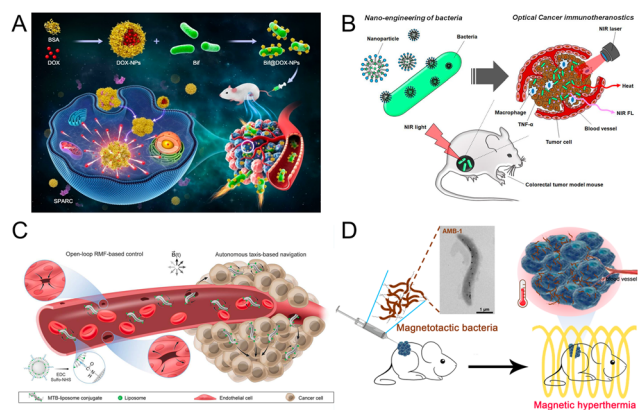 A
BSA
DOX
DOX-NPs
Bif
Bif@DOX-NPs
SPARC
B
Nano-engineering of bacteria
Optical Cancer immunotheranostics
NIR laser
Nanoparticle
Bacteria
Heat
Macrophage
TNF-α
NIR FL
Blood vessel
Tumor cell
NIR light
Colorectal tumor model mouse
C
Open-loop RMF-based control
B(t)
Autonomous taxis-based navigation
EDC
Sulfo-NHS
MTB-liposome conjugate
Liposome
Endothelial cell
Cancer cell
D
AMB-1
1 μm
Blood vessel
Magnetotactic bacteria
Magnetic hyperthermia